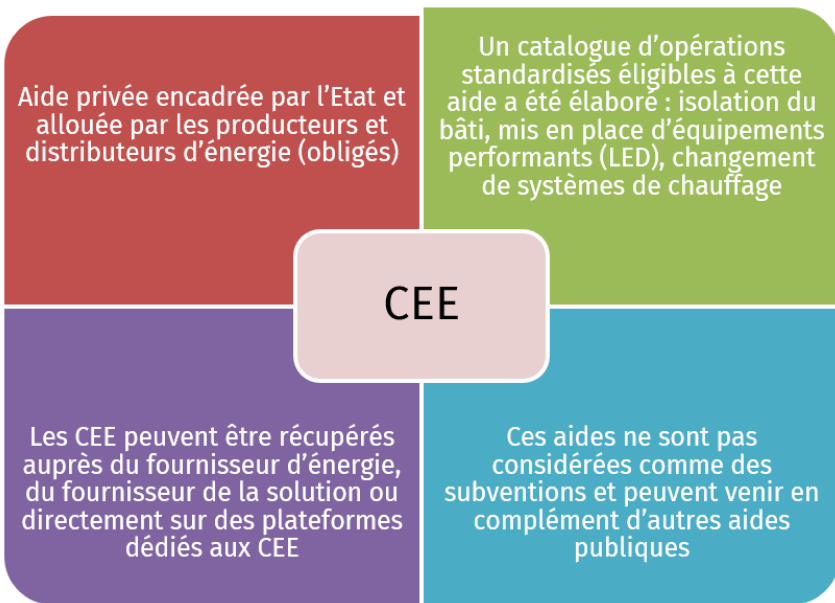 Aide privée encadrée par l'Etat et
allouée par les producteurs et
distributeurs d'énergie (obligés)
Un catalogue d'opérations
standardisés éligibles à cette
aide a été élaboré : isolation du
bâti, mis en place d'équipements
performants (LED), changement
de systèmes de chauffage
CEE
Les CEE peuvent être récupérés
auprès du fournisseur d'énergie,
du fournisseur de la solution ou
directement sur des plateformes
dédiés aux CEE
Ces aides ne sont pas
considérées comme des
subventions et peuvent venir en
complément d'autres aides
publiques